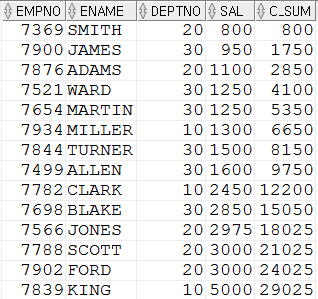 EMPNO ENAME DEPTNO SAL C_SUM
7369 SMITH 20 800 800
7900 JAMES 30 950 1750
7876 ADAMS 20 1100 2850
7521 WARD 30 1250 4100
7654 MARTIN 30 1250 5350
7934 MILLER 10 1300 6650
7844 TURNER 30 1500 8150
7499 ALLEN 30 1600 9750
7782 CLARK 10 2450 12200
7698 BLAKE 30 2850 15050
7566 JONES 20 2975 18025
7788 SCOTT 20 3000 21025
7902 FORD 20 3000 24025
7839 KING 10 5000 29025